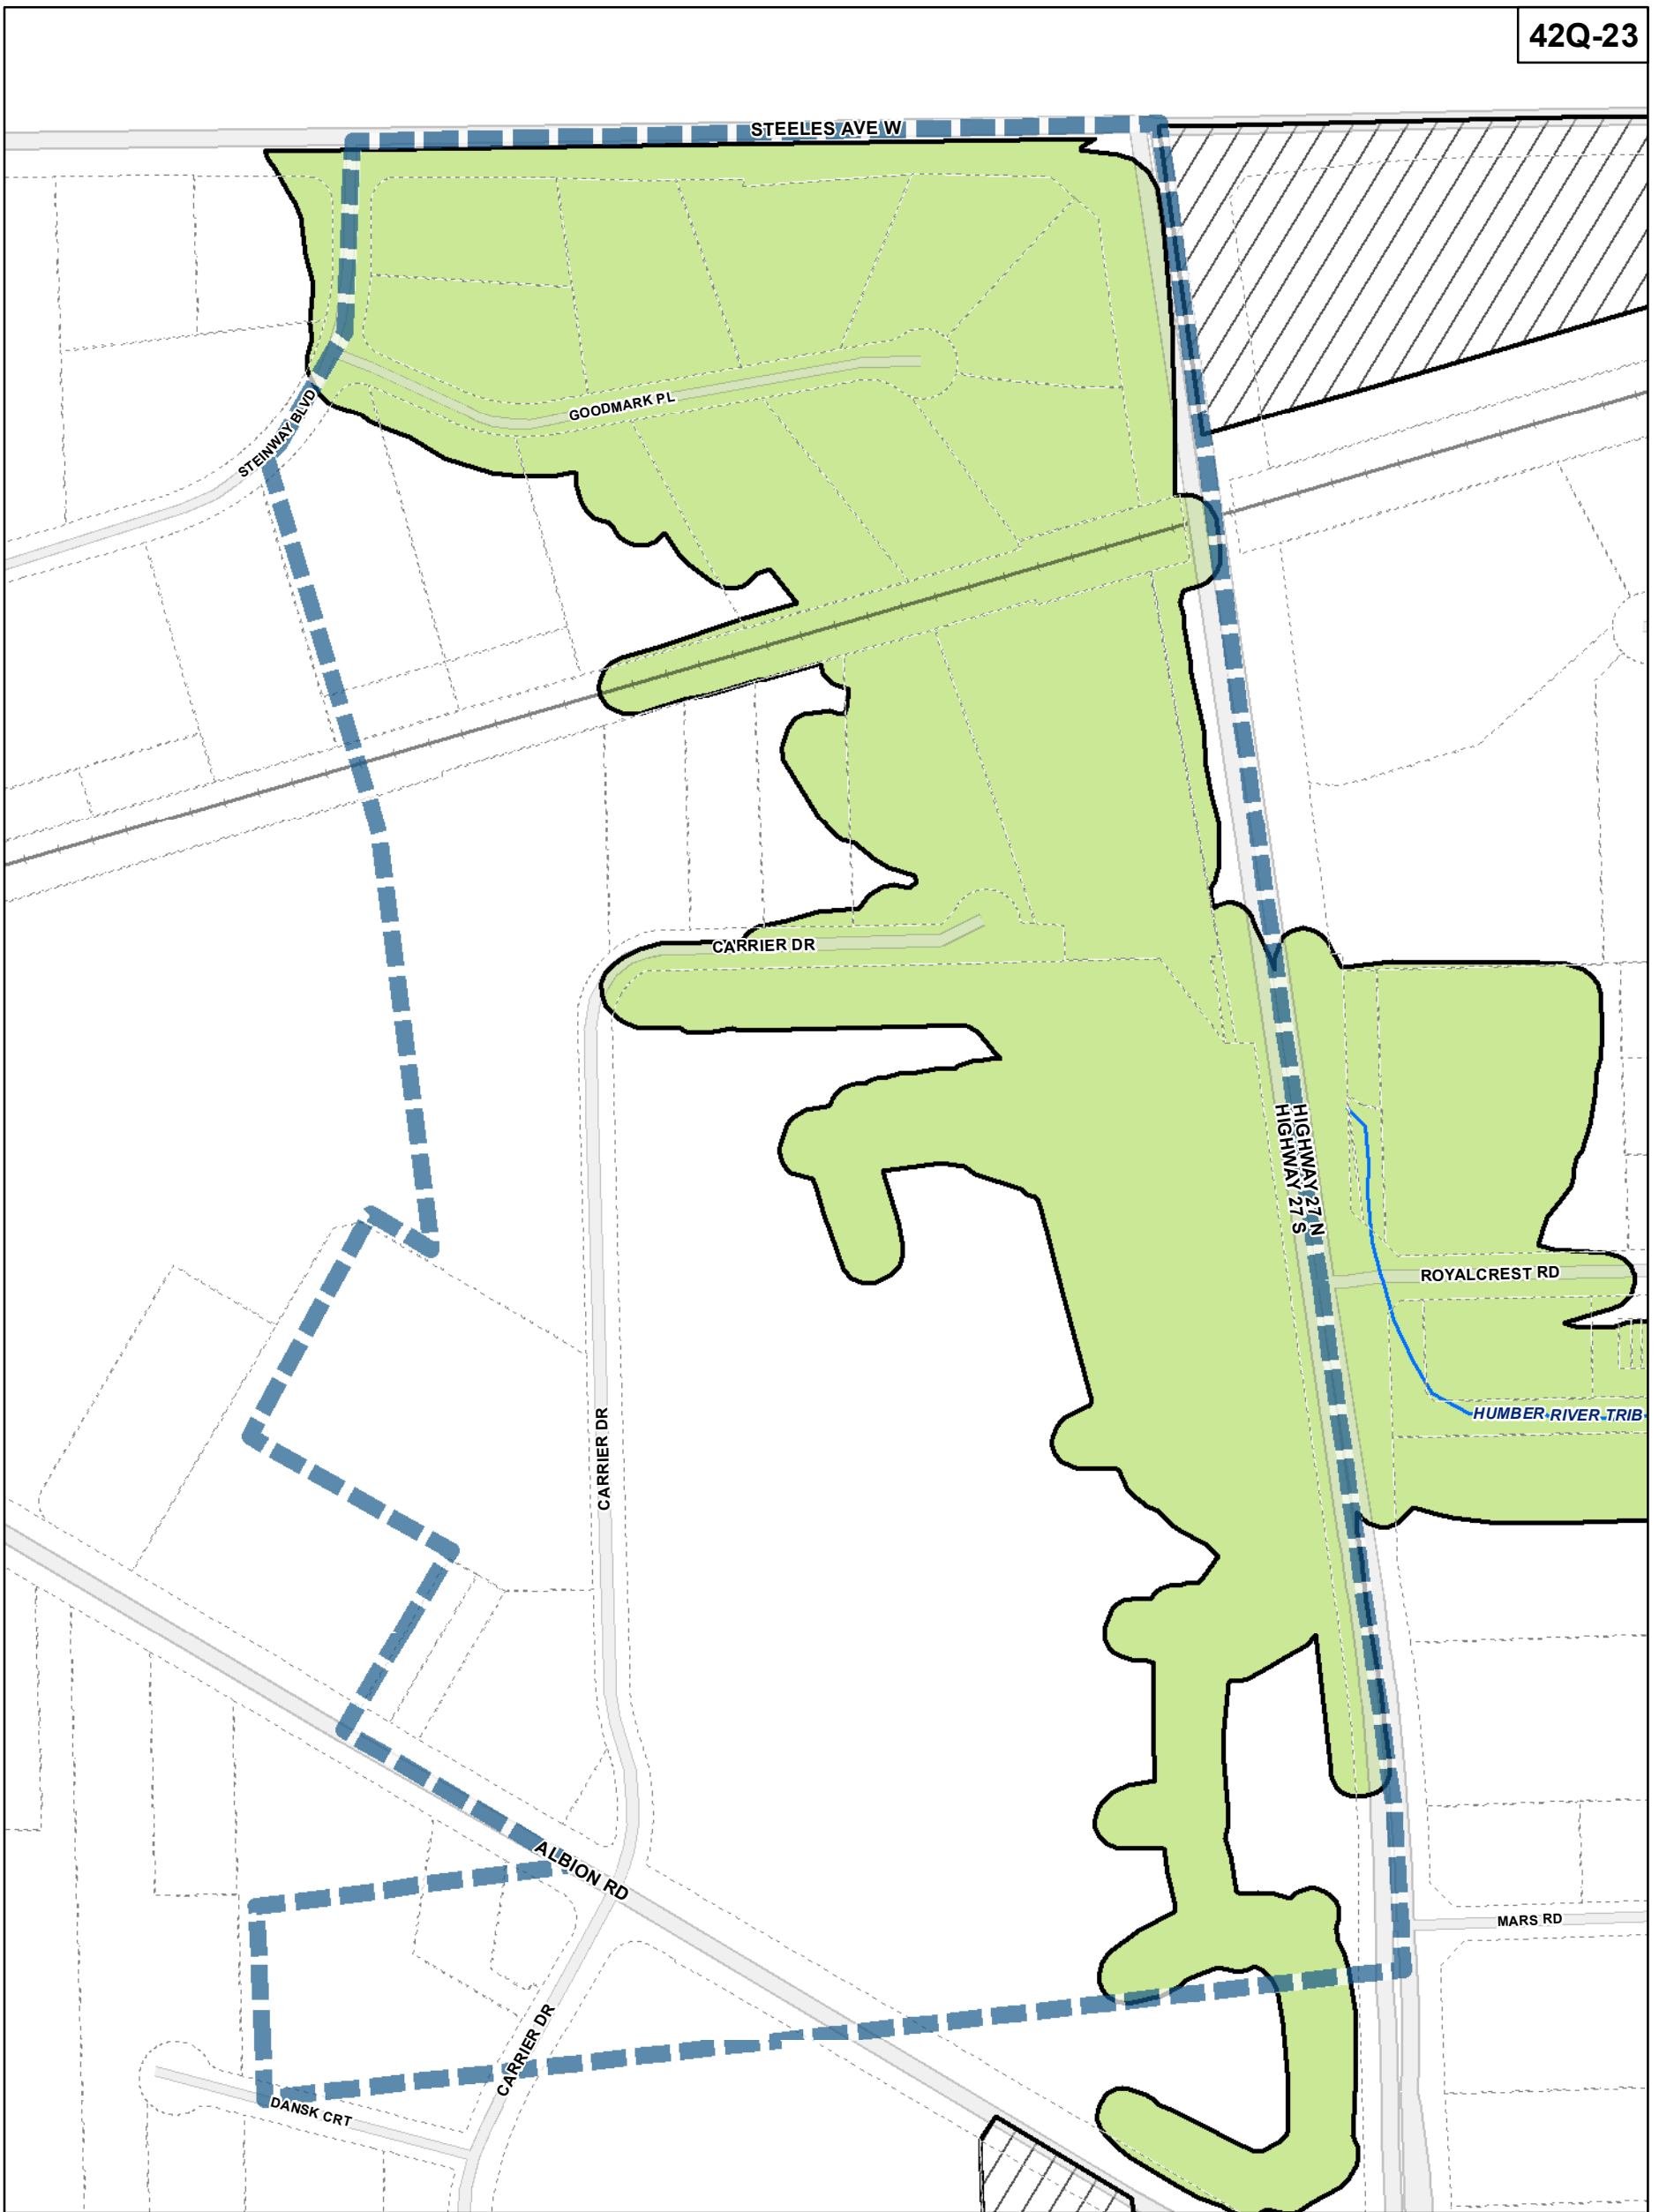 42Q-23
STEELES AVE W
GOODMARK PL
STEINWAY BLVD
CARRIER DR
HIGHWAY 27 N
HIGHWAY 27 S
ROYALCREST RD
HUMBER RIVER TRIB
CARRIER DR
ALBION RD
MARS RD
CARRIER DR
DANSK CRT